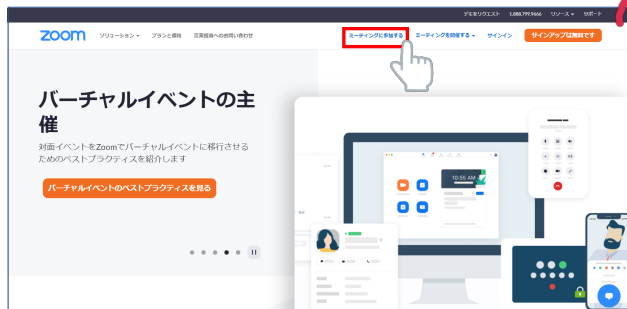 デモをリクエスト 1.888.799.9666 リソース サポート
zoom ソリューション プランと価格 営業担当へのお問い合わせ ミーティングに参加する ミーティングを開催する サインイン サインアップは無料です
バーチャルイベントの主
催
対面イベントをZoomでバーチャルイベントに移行させる
ためのベストプラクティスを紹介します
バーチャルイベントのベストプラクティスを見る
10:55 AM